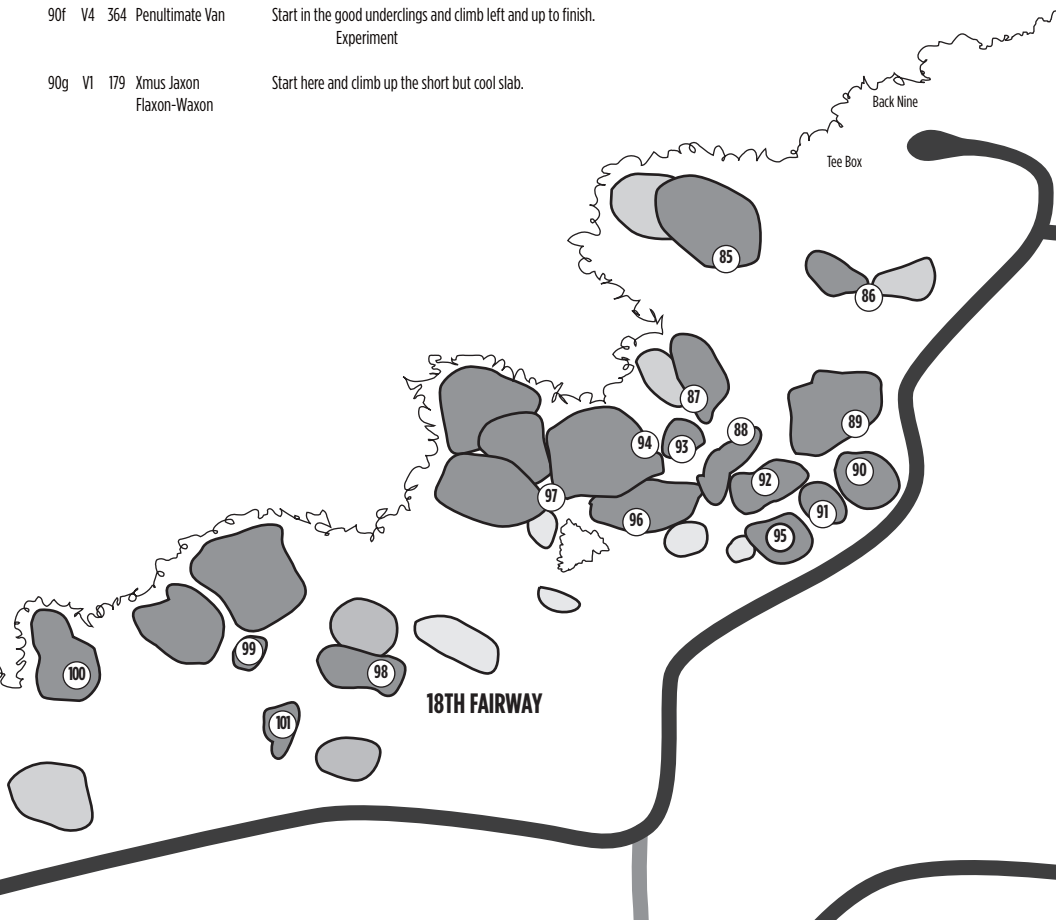 90f V4 364 Penultimate Van Start in the good underclings and climb left and up to finish.
Experiment
90g V1 179 Xmus Jaxon Start here and climb up the short but cool slab.
Flaxon-Waxon
Back Nine
Tee Box
85
86
87
88
89
94
93
90
92
97
91
96
95
99
98
100
18TH FAIRWAY
101